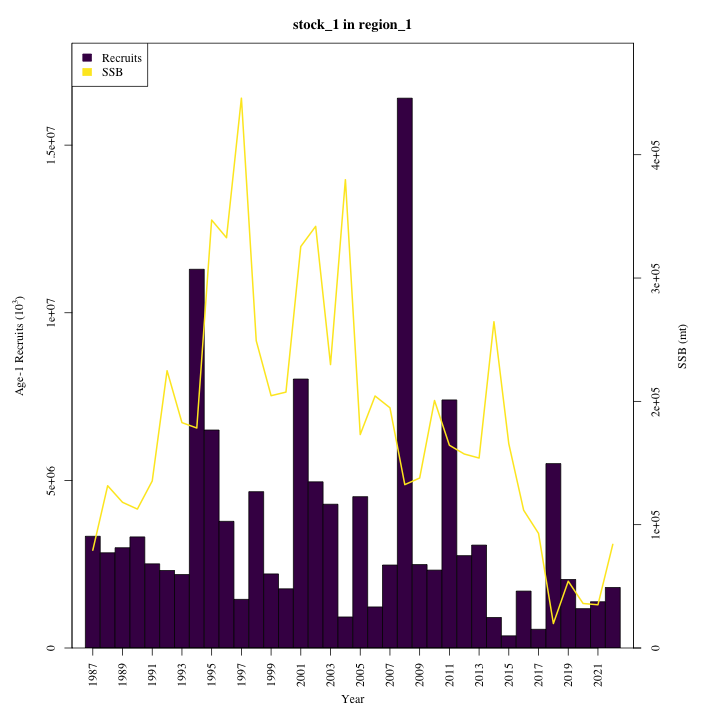 stock_1 in region_1
Recruits
SSB
Age-1 Recruits (10³)
0
5e+06
1e+07
1.5e+07
SSB (mt)
0
1e+05
2e+05
3e+05
4e+05
1987
1989
1991
1993
1995
1997
1999
2001
2003
2005
2007
2009
2011
2013
2015
2017
2019
2021
Year